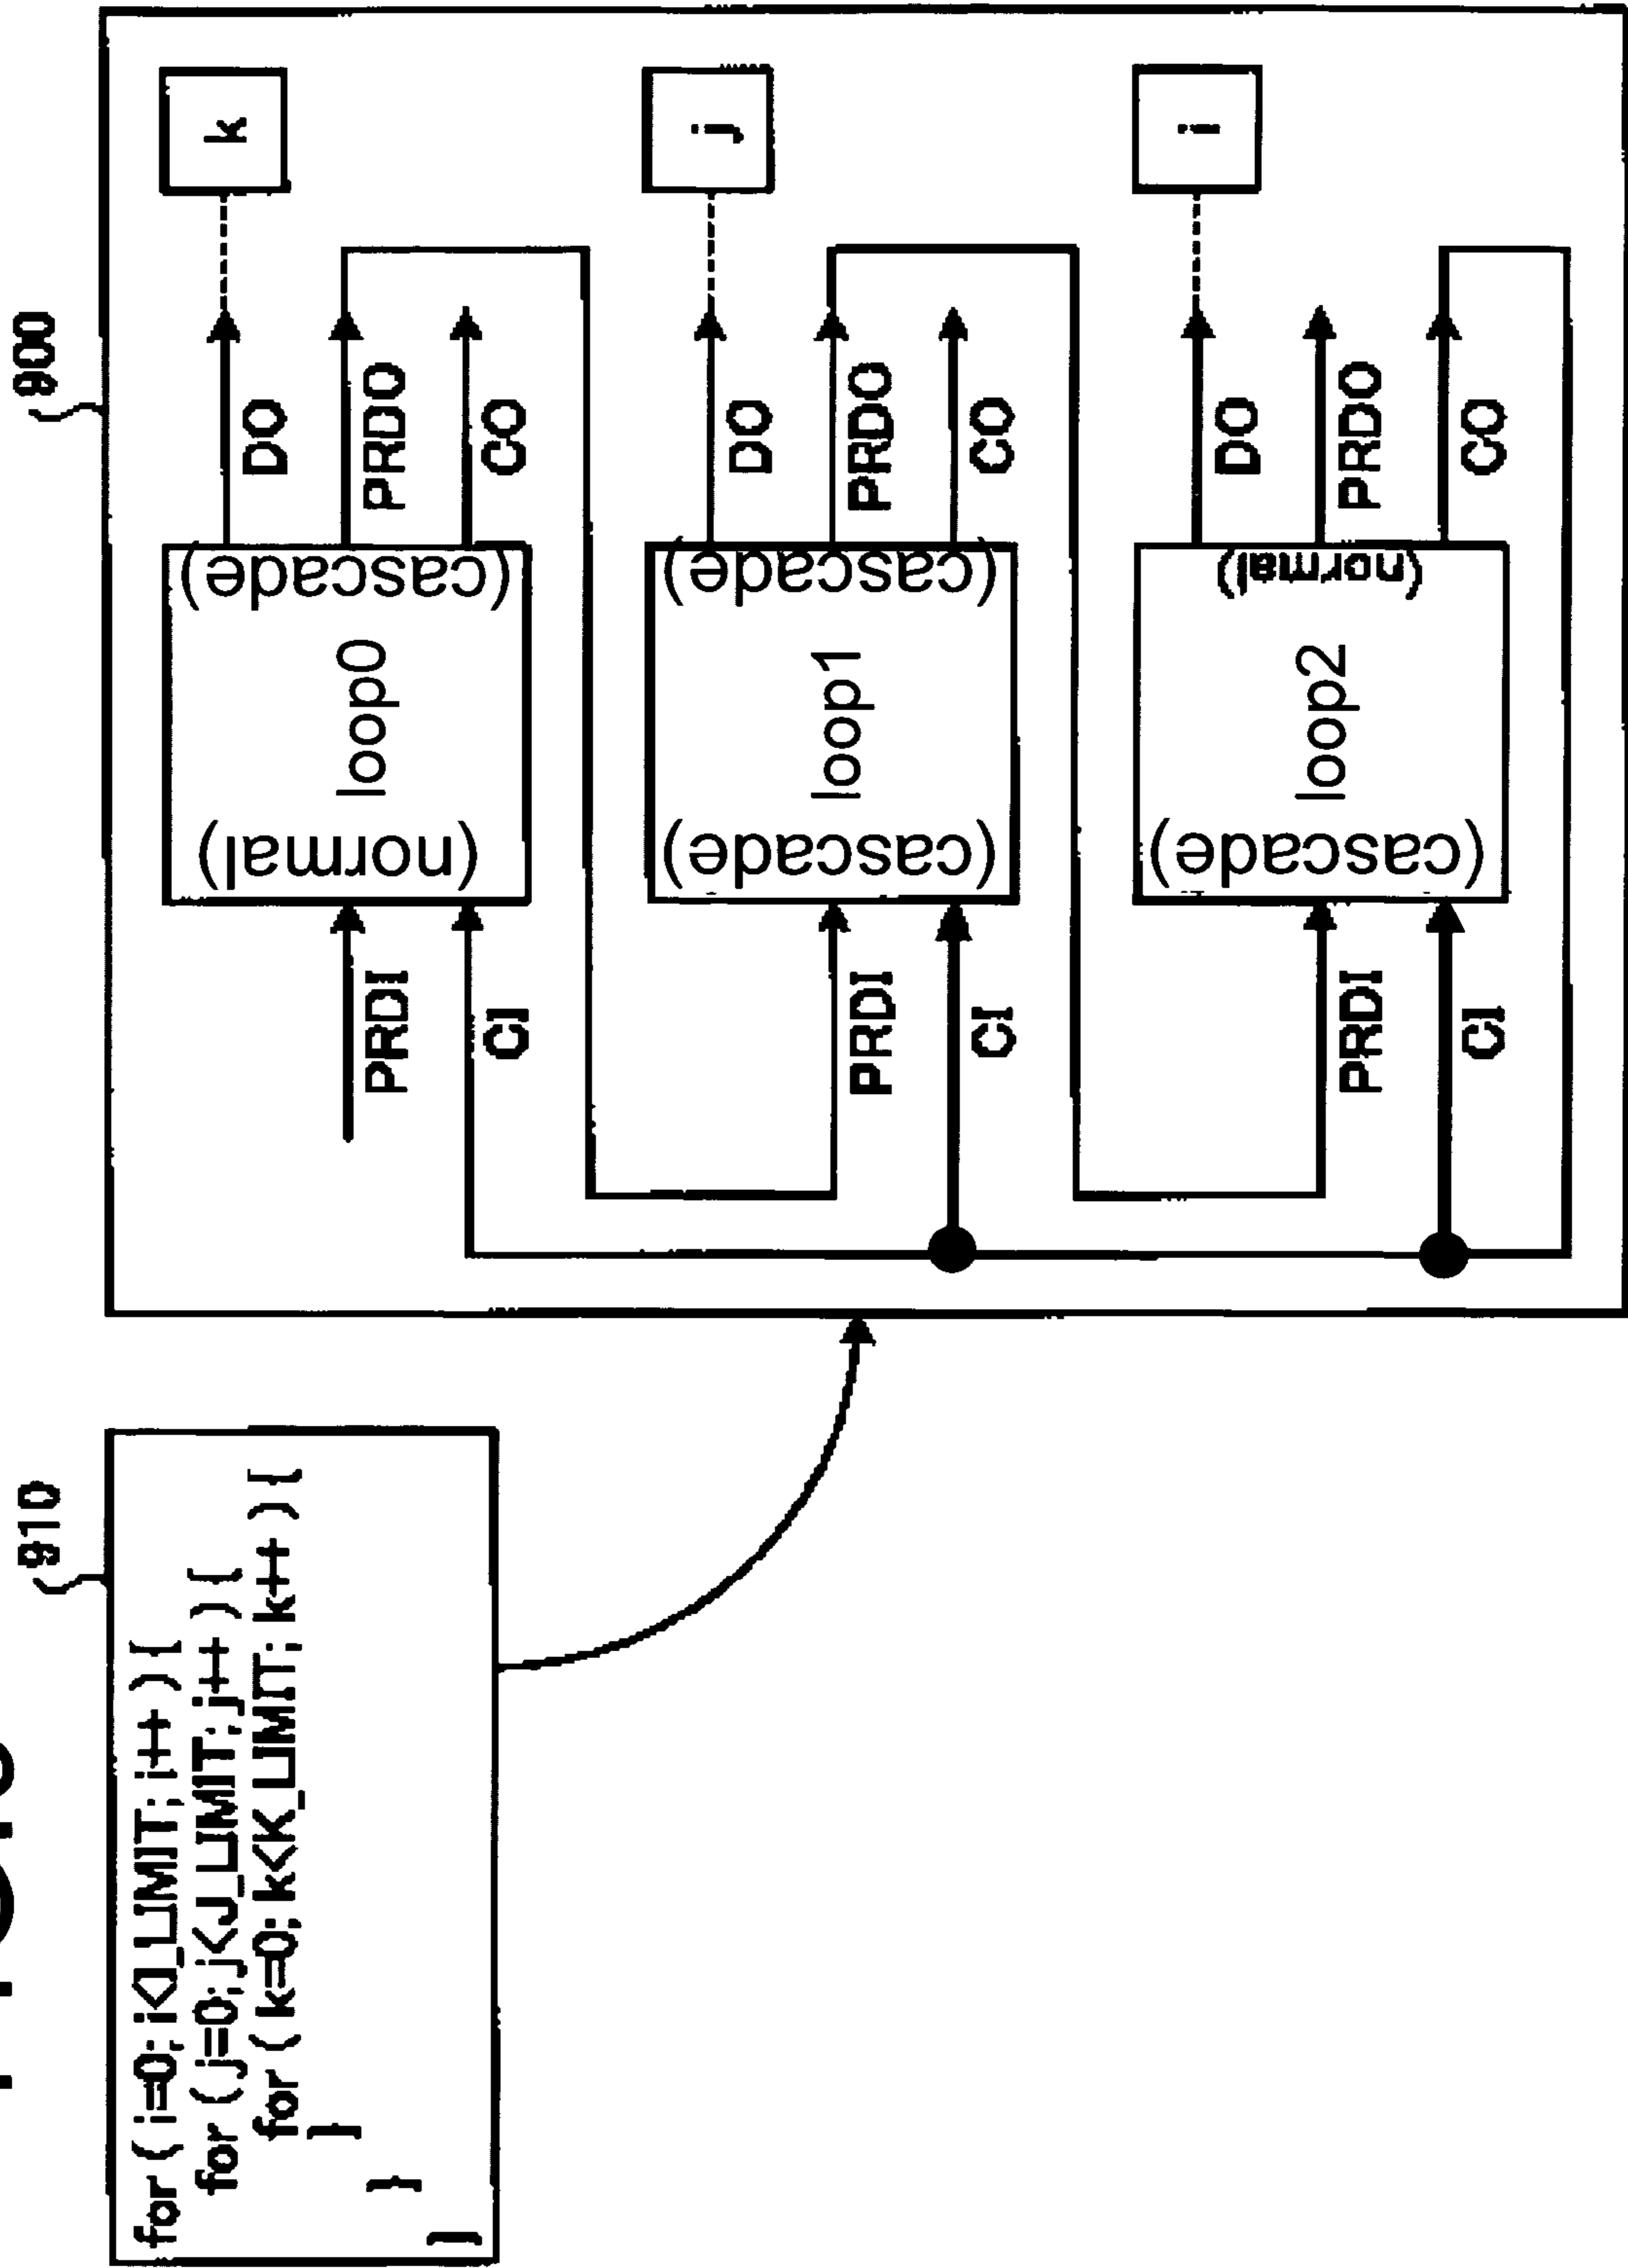 910
for ( i=0; i<I_LIMIT; i++ ) {
for ( j=0; j<J_LIMIT; j++ ) {
for ( k=0; k<K_LIMIT; k++ ) {
}
}
}
900
PRDI
CI
(normal)
loop0
(cascade)
DO
PRDO
CO
k
PRDI
CI
(cascade)
loop1
(cascade)
DO
PRDO
CO
j
PRDI
CI
(cascade)
loop2
(normal)
DO
PRDO
CO
i